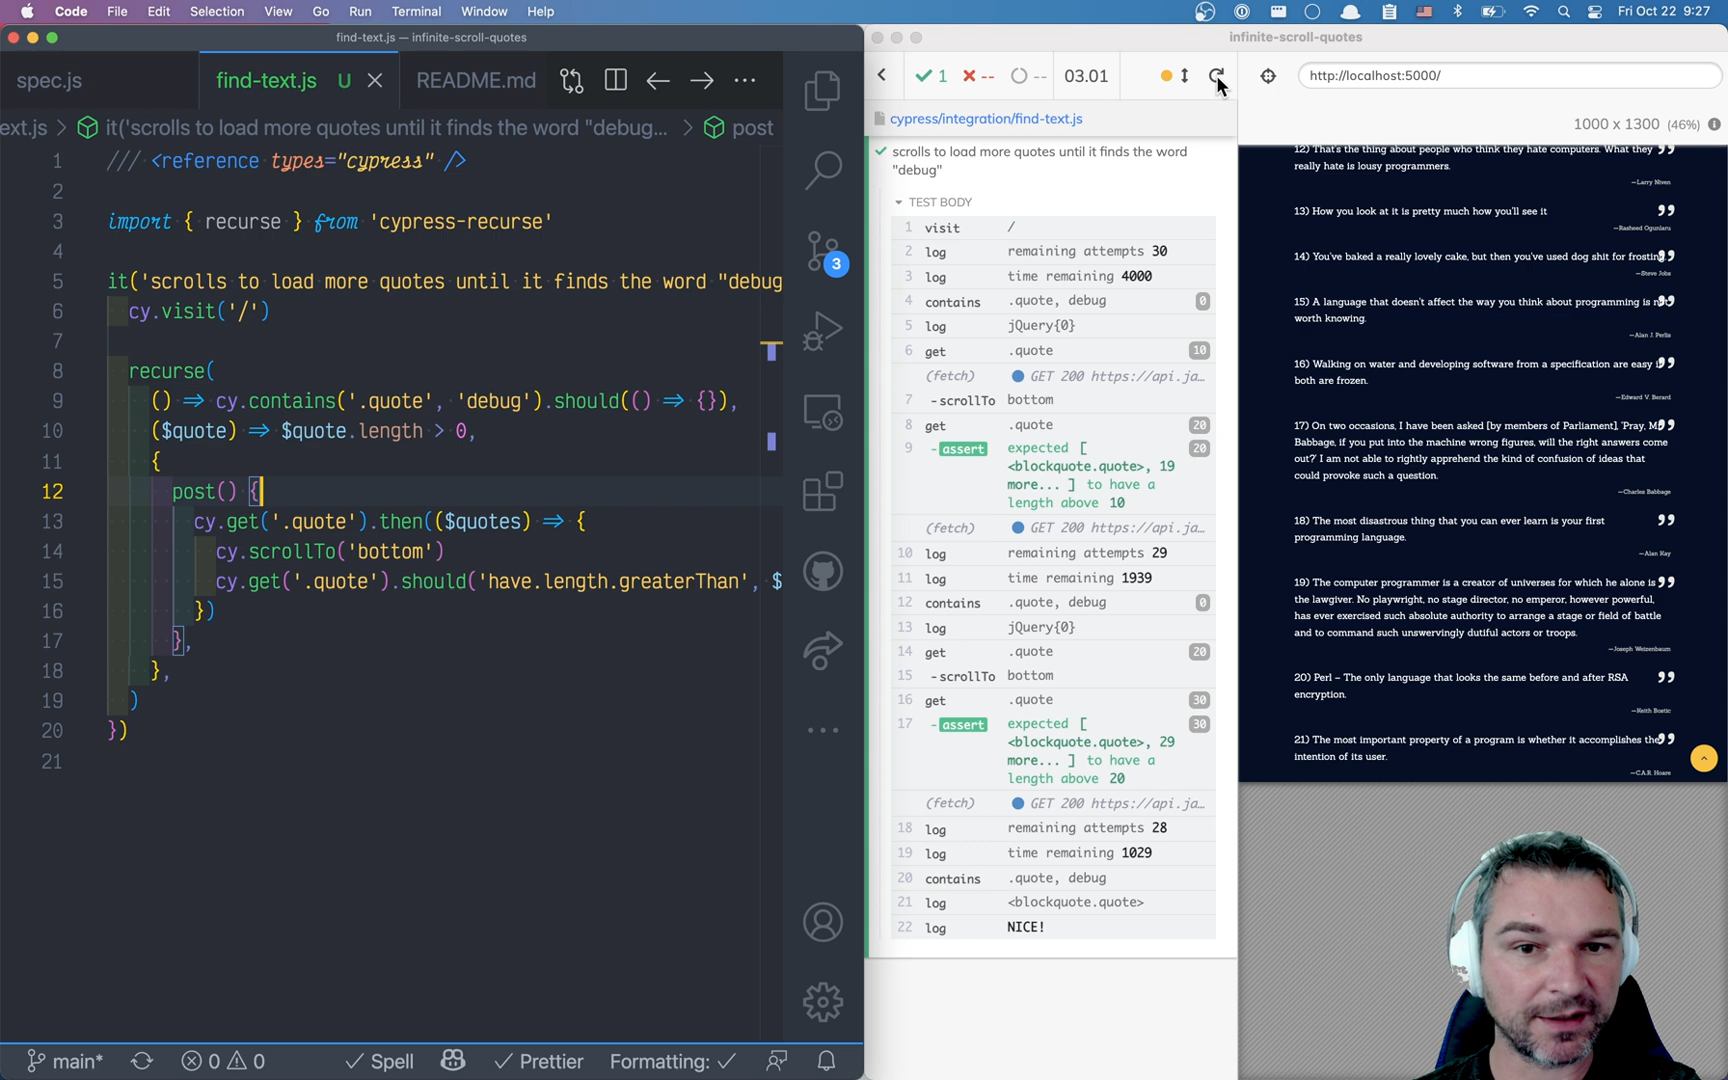 Code File Edit Selection View Go Run Terminal Window Help Fri Oct 22 9:27
find-text.js — infinite-scroll-quotes
spec.js
find-text.js U
README.md
ext.js > it('scrolls to load more quotes until it finds the word "debug... > post
1 /// <reference types="cypress" />
2
3 import { recurse } from 'cypress-recurse'
4
5 it('scrolls to load more quotes until it finds the word "debug
6 cy.visit('/')
7
8 recurse(
9 () => cy.contains('.quote', 'debug').should(() => {}),
10 ($quote) => $quote.length > 0,
11 {
12 post() {
13 cy.get('.quote').then(($quotes) => {
14 cy.scrollTo('bottom')
15 cy.get('.quote').should('have.length.greaterThan', $
16 })
17 },
18 },
19 )
20 })
21
3
main* 0 0 Spell Prettier Formatting:
infinite-scroll-quotes
1 -- -- 03.01
cypress/integration/find-text.js
scrolls to load more quotes until it finds the word
"debug"
TEST BODY
1 visit /
2 log remaining attempts 30
3 log time remaining 4000
4 contains .quote, debug 0
5 log jQuery{0}
6 get .quote 10
(fetch) GET 200 https://api.ja…
7 -scrollTo bottom
8 get .quote 20
9 -assert expected [ 20
<blockquote.quote>, 19
more... ] to have a
length above 10
(fetch) GET 200 https://api.ja…
10 log remaining attempts 29
11 log time remaining 1939
12 contains .quote, debug 0
13 log jQuery{0}
14 get .quote 20
15 -scrollTo bottom
16 get .quote 30
17 -assert expected [ 30
<blockquote.quote>, 29
more... ] to have a
length above 20
(fetch) GET 200 https://api.ja…
18 log remaining attempts 28
19 log time remaining 1029
20 contains .quote, debug
21 log <blockquote.quote>
22 log NICE!
http://localhost:5000/
1000 x 1300 (46%)
12) That's the thing about people who think they hate computers. What they
really hate is lousy programmers.
—Larry Niven
13) How you look at it is pretty much how you'll see it
—Rasheed Ogunlaru
14) You've baked a really lovely cake, but then you've used dog shit for frosting.
—Steve Jobs
15) A language that doesn't affect the way you think about programming is not
worth knowing.
—Alan J. Perlis
16) Walking on water and developing software from a specification are easy if
both are frozen.
—Edward V. Berard
17) On two occasions, I have been asked [by members of Parliament], 'Pray, Mr.
Babbage, if you put into the machine wrong figures, will the right answers come
out?' I am not able to rightly apprehend the kind of confusion of ideas that
could provoke such a question.
—Charles Babbage
18) The most disastrous thing that you can ever learn is your first
programming language.
—Alan Kay
19) The computer programmer is a creator of universes for which he alone is
the lawgiver. No playwright, no stage director, no emperor, however powerful,
has ever exercised such absolute authority to arrange a stage or field of battle
and to command such unswervingly dutiful actors or troops.
—Joseph Weizenbaum
20) Perl – The only language that looks the same before and after RSA
encryption.
—Keith Bostic
21) The most important property of a program is whether it accomplishes the
intention of its user.
—C.A.R. Hoare